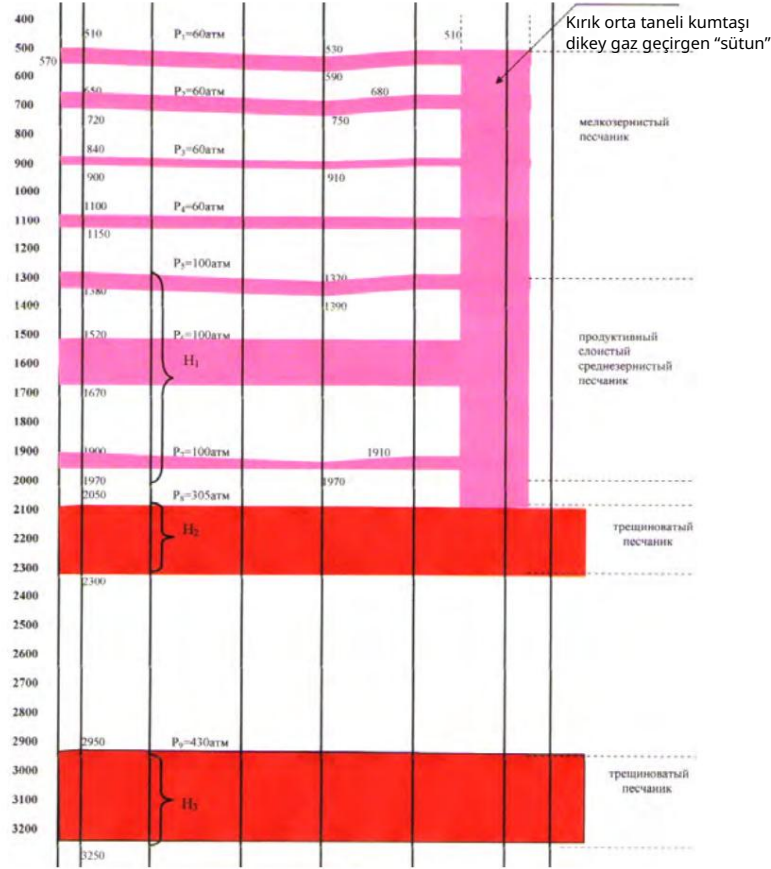 Kırık orta taneli kumtaşı
dikey gaz geçirgen “sütun”
400
510
P₁=60атм
510
500
530
570
590
600
650
P₂=60атм
680
700
720
750
мелкозернистый
песчаник
800
840
P₃=60атм
900
900
910
1000
1100
P₄=60атм
1100
1150
1200
P₅=100атм
1300
1320
1380
1390
1400
1500
1520
P₆=100атм
продуктивный
слоистый
среднезернистый
песчаник
1600
H₁
1700
1670
1800
1900
1900
P₇=100атм
1910
2000
1970
1970
2050
P₈=305атм
2100
2200
H₂
трещиноватый
песчаник
2300
2300
2400
2500
2600
2700
2800
2900
2950
P₉=430атм
3000
трещиноватый
песчаник
3100
H₃
3200
3250